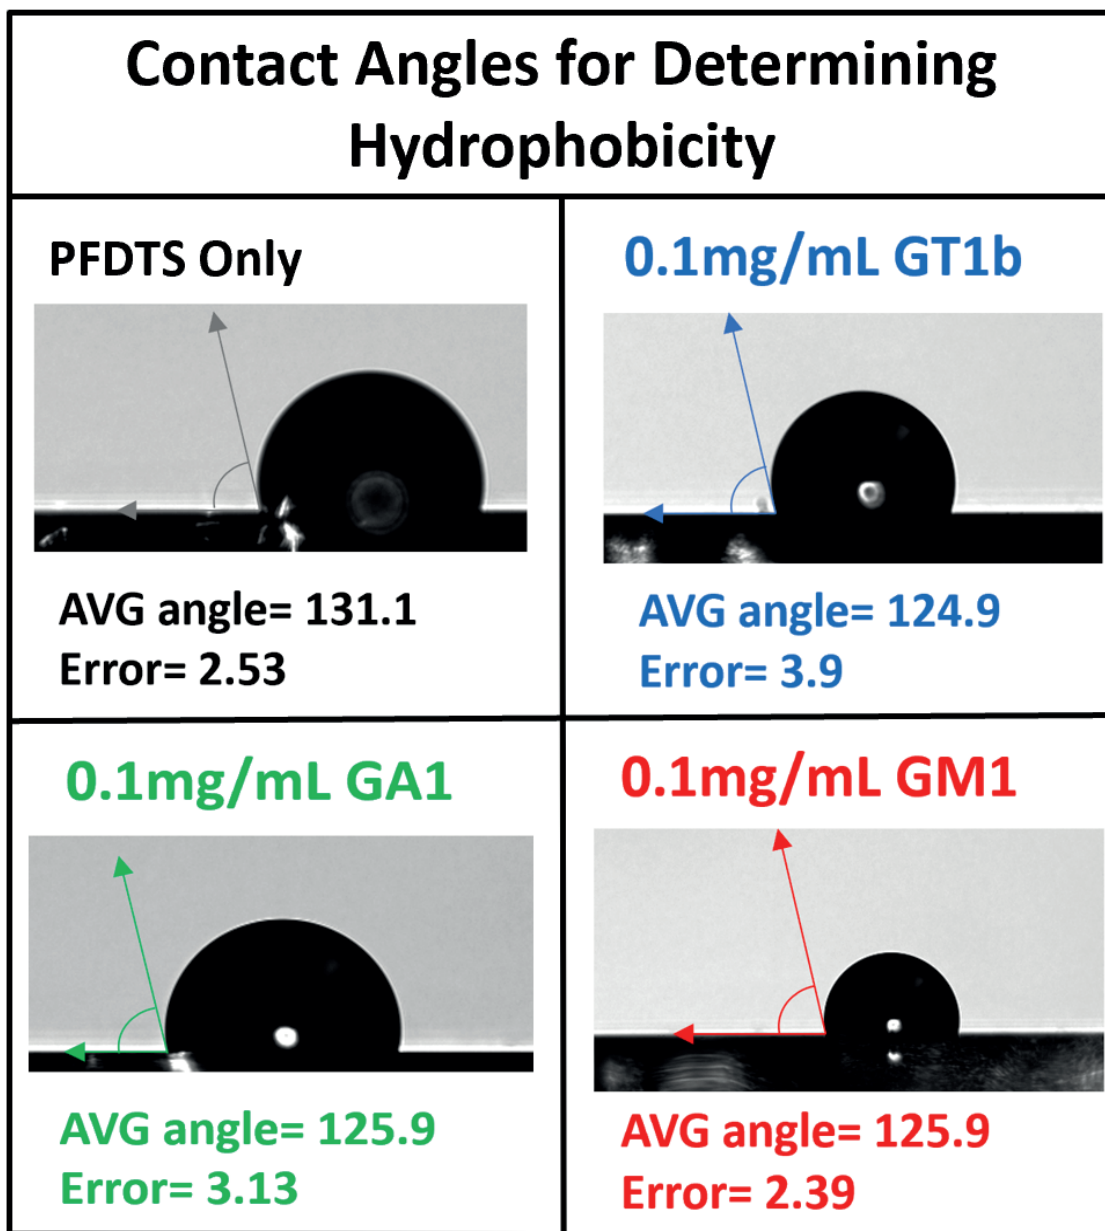 Contact Angles for Determining
Hydrophobicity
PFDTS Only
AVG angle= 131.1
Error= 2.53
0.1mg/mL GT1b
AVG angle= 124.9
Error= 3.9
0.1mg/mL GA1
AVG angle= 125.9
Error= 3.13
0.1mg/mL GM1
AVG angle= 125.9
Error= 2.39